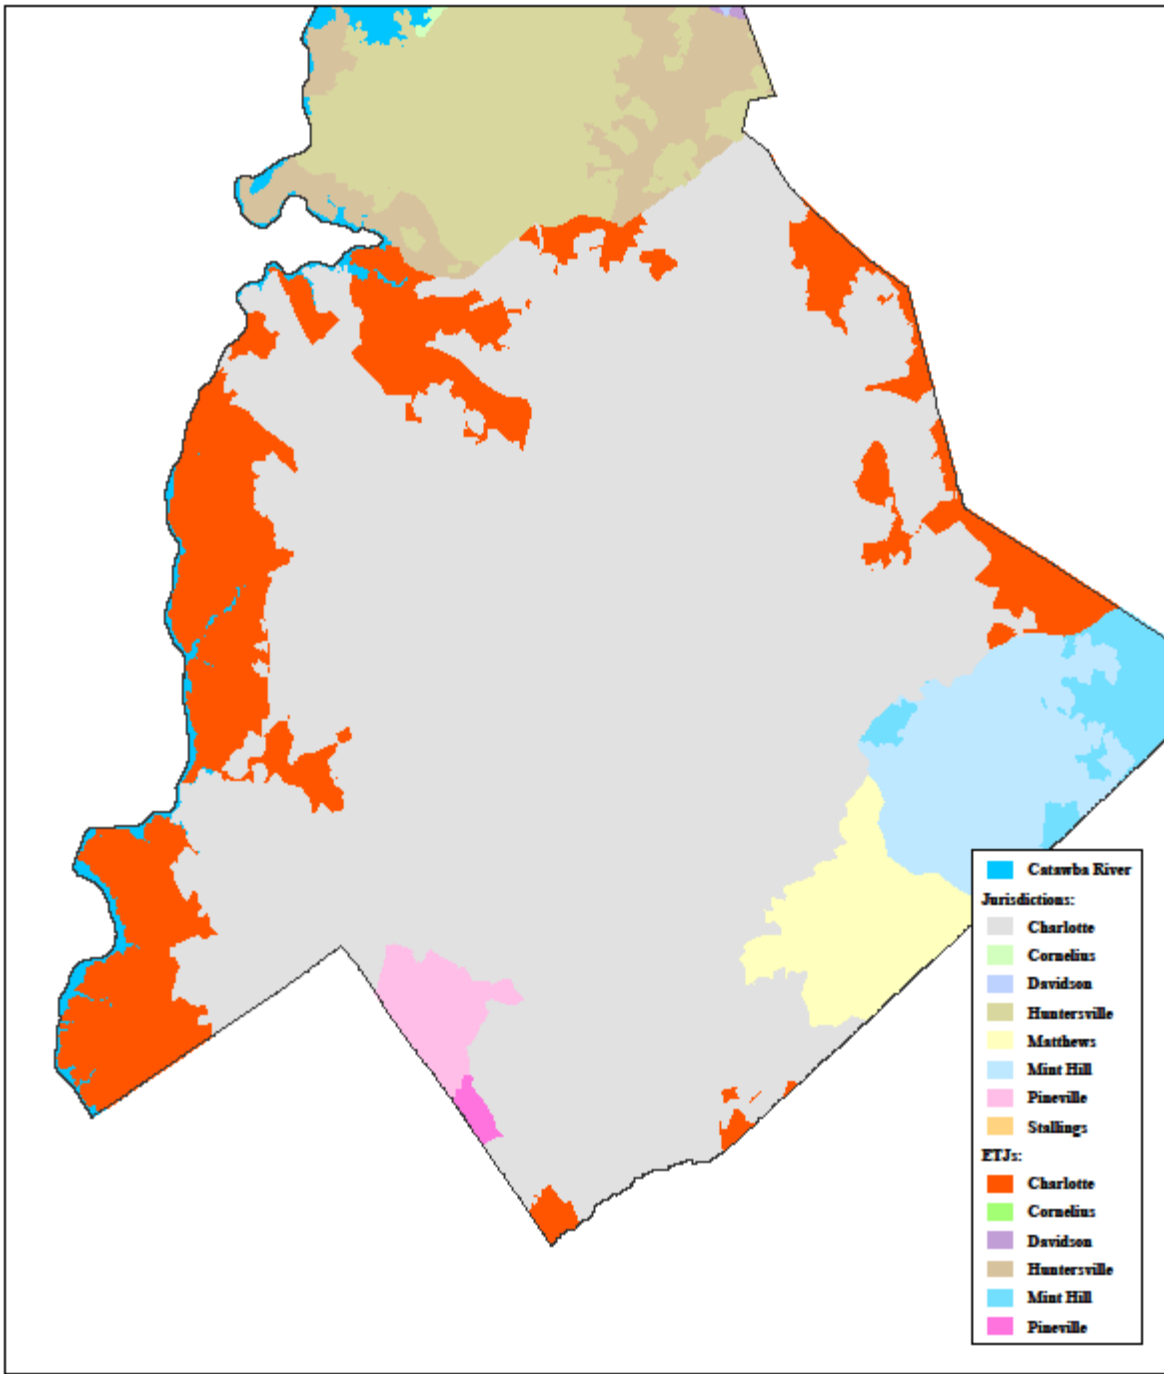 Catawba River
Jurisdictions:
Charlotte
Cornelius
Davidson
Huntersville
Matthews
Mint Hill
Pineville
Stallings
ETJs:
Charlotte
Cornelius
Davidson
Huntersville
Mint Hill
Pineville